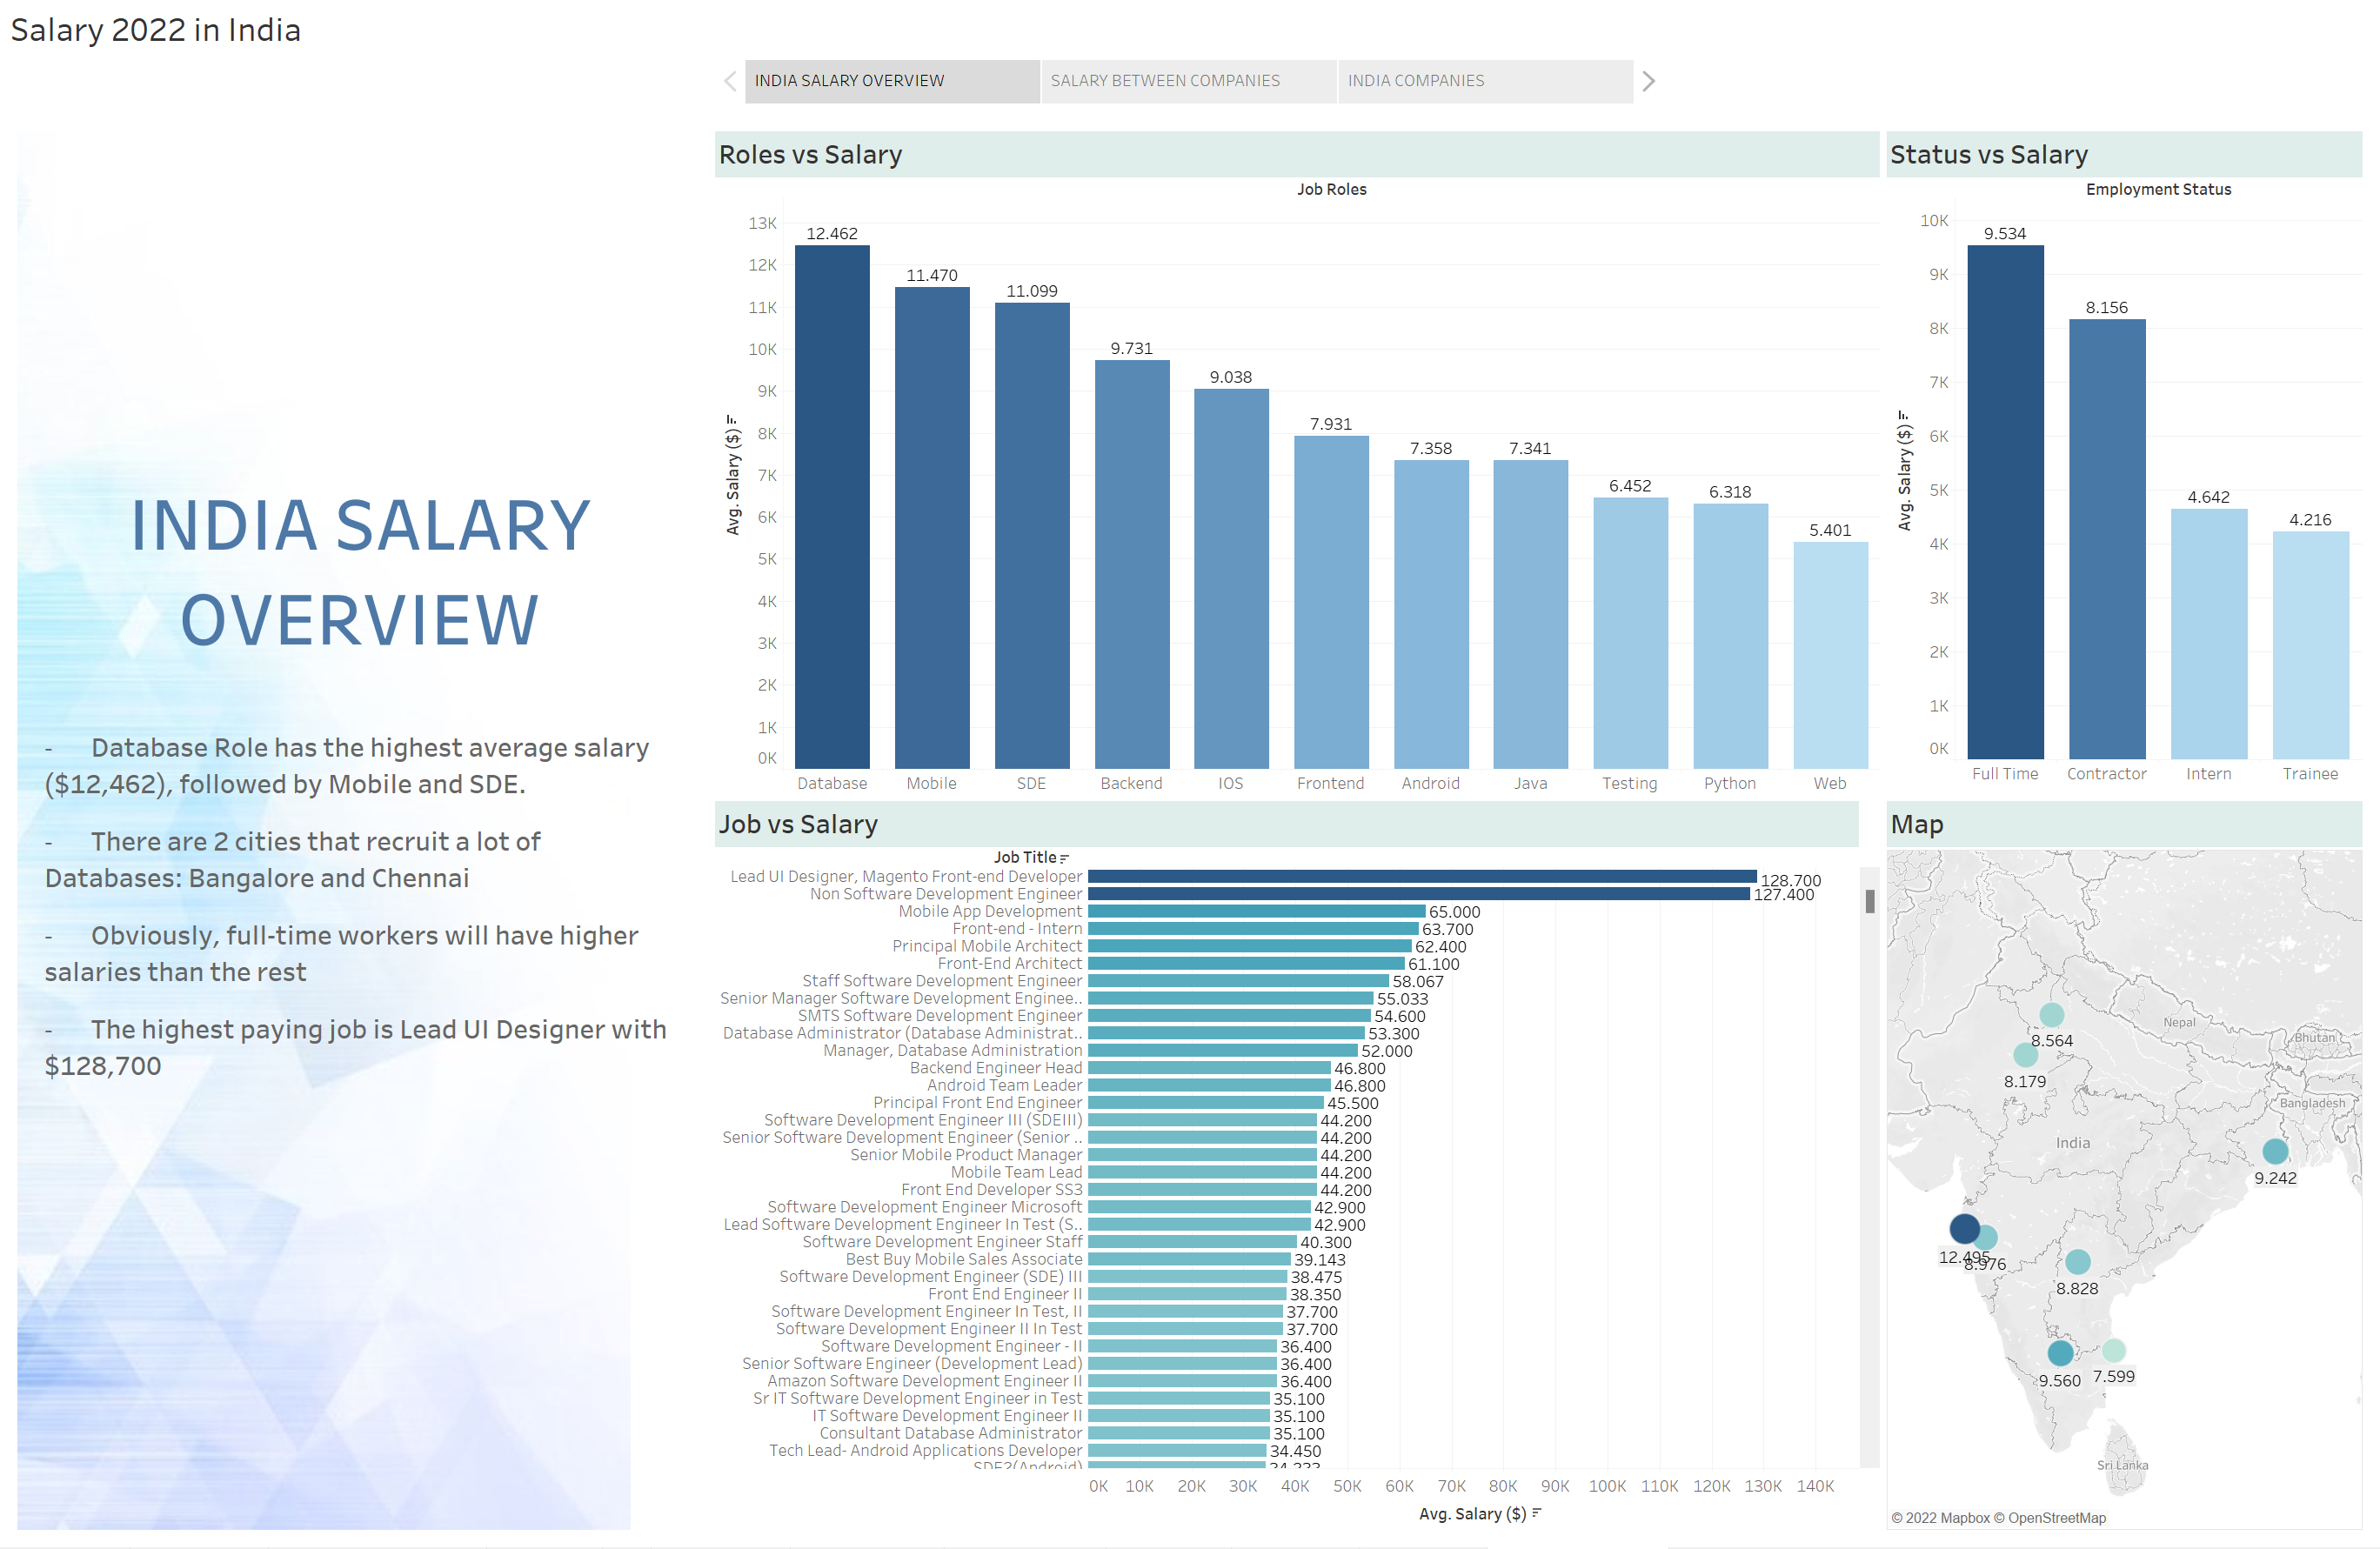 Salary 2022 in India
INDIA SALARY OVERVIEW
SALARY BETWEEN COMPANIES
INDIA COMPANIES
INDIA SALARY
OVERVIEW
- Database Role has the highest average salary
($12,462), followed by Mobile and SDE.
- There are 2 cities that recruit a lot of
Databases: Bangalore and Chennai
- Obviously, full-time workers will have higher
salaries than the rest
- The highest paying job is Lead UI Designer with
$128,700
Roles vs Salary
Job Roles
Avg. Salary ($)
13K
12K
11K
10K
9K
8K
7K
6K
5K
4K
3K
2K
1K
0K
12.462
11.470
11.099
9.731
9.038
7.931
7.358
7.341
6.452
6.318
5.401
Database
Mobile
SDE
Backend
IOS
Frontend
Android
Java
Testing
Python
Web
Status vs Salary
Employment Status
Avg. Salary ($)
10K
9K
8K
7K
6K
5K
4K
3K
2K
1K
0K
9.534
8.156
4.642
4.216
Full Time
Contractor
Intern
Trainee
Job vs Salary
Job Title
Lead UI Designer, Magento Front-end Developer 128.700
Non Software Development Engineer 127.400
Mobile App Development 65.000
Front-end - Intern 63.700
Principal Mobile Architect 62.400
Front-End Architect 61.100
Staff Software Development Engineer 58.067
Senior Manager Software Development Enginee.. 55.033
SMTS Software Development Engineer 54.600
Database Administrator (Database Administrat.. 53.300
Manager, Database Administration 52.000
Backend Engineer Head 46.800
Android Team Leader 46.800
Principal Front End Engineer 45.500
Software Development Engineer III (SDEIII) 44.200
Senior Software Development Engineer (Senior .. 44.200
Senior Mobile Product Manager 44.200
Mobile Team Lead 44.200
Front End Developer SS3 44.200
Software Development Engineer Microsoft 42.900
Lead Software Development Engineer In Test (S.. 42.900
Software Development Engineer Staff 40.300
Best Buy Mobile Sales Associate 39.143
Software Development Engineer (SDE) III 38.475
Front End Engineer II 38.350
Software Development Engineer In Test, II 37.700
Software Development Engineer II In Test 37.700
Software Development Engineer - II 36.400
Senior Software Engineer (Development Lead) 36.400
Amazon Software Development Engineer II 36.400
Sr IT Software Development Engineer in Test 35.100
IT Software Development Engineer II 35.100
Consultant Database Administrator 35.100
Tech Lead- Android Applications Developer 34.450
SDE2(Android)
0K 10K 20K 30K 40K 50K 60K 70K 80K 90K 100K 110K 120K 130K 140K
Avg. Salary ($)
Map
8.564
8.179
Nepal
Bhutan
Bangladesh
India
9.242
12.495
8.976
8.828
9.560
7.599
Sri Lanka
© 2022 Mapbox © OpenStreetMap